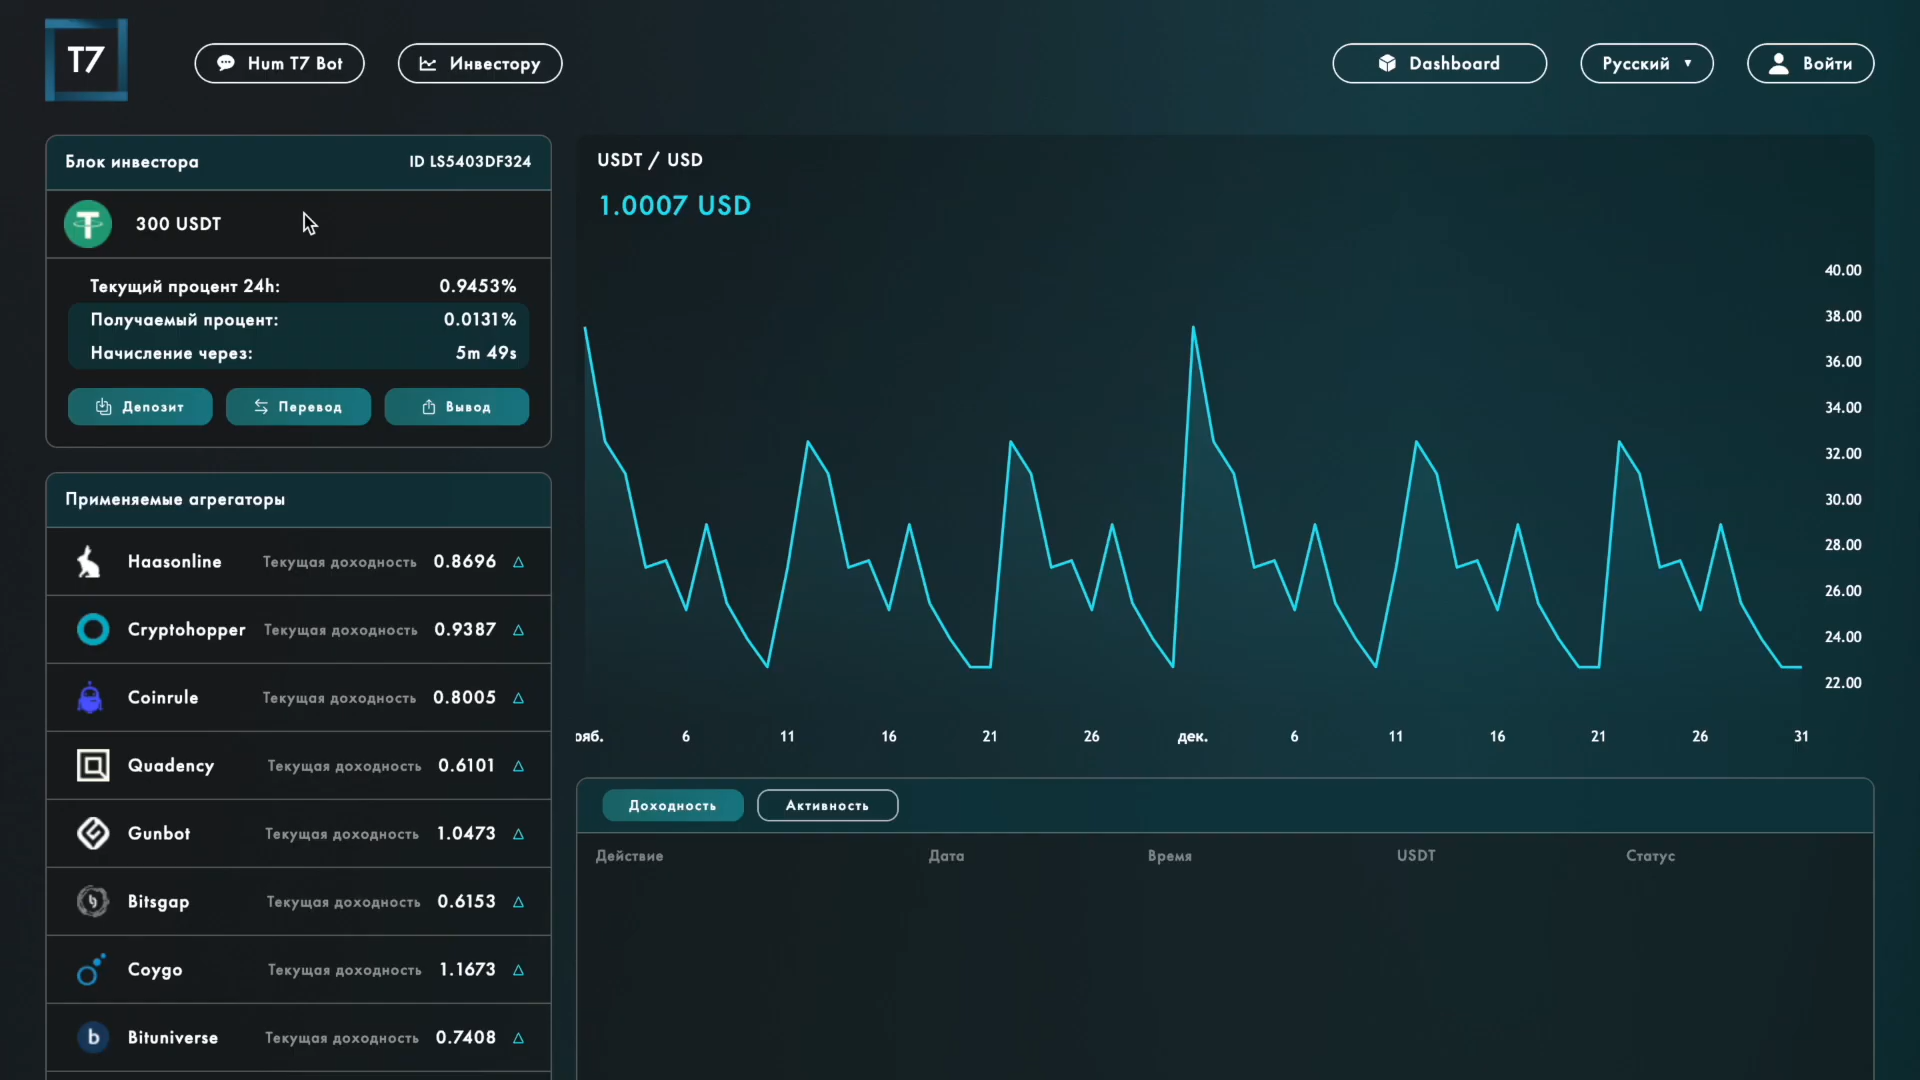 T7
Hum T7 Bot
Инвестору
Dashboard
Русский
Войти
Блок инвестора
ID LS5403DF324
300 USDT
Текущий процент 24h: 0.9453%
Получаемый процент: 0.0131%
Начисление через: 5m 49s
Депозит
Перевод
Вывод
Применяемые агрегаторы
Haasonline Текущая доходность 0.8696
Cryptohopper Текущая доходность 0.9387
Coinrule Текущая доходность 0.8005
Quadency Текущая доходность 0.6101
Gunbot Текущая доходность 1.0473
Bitsgap Текущая доходность 0.6153
Coygo Текущая доходность 1.1673
b Bituniverse Текущая доходность 0.7408
USDT / USD
1.0007 USD
40.00
38.00
36.00
34.00
32.00
30.00
28.00
26.00
24.00
22.00
ояб. 6 11 16 21 26 дек. 6 11 16 21 26 31
Доходность
Активность
Действие Дата Время USDT Статус